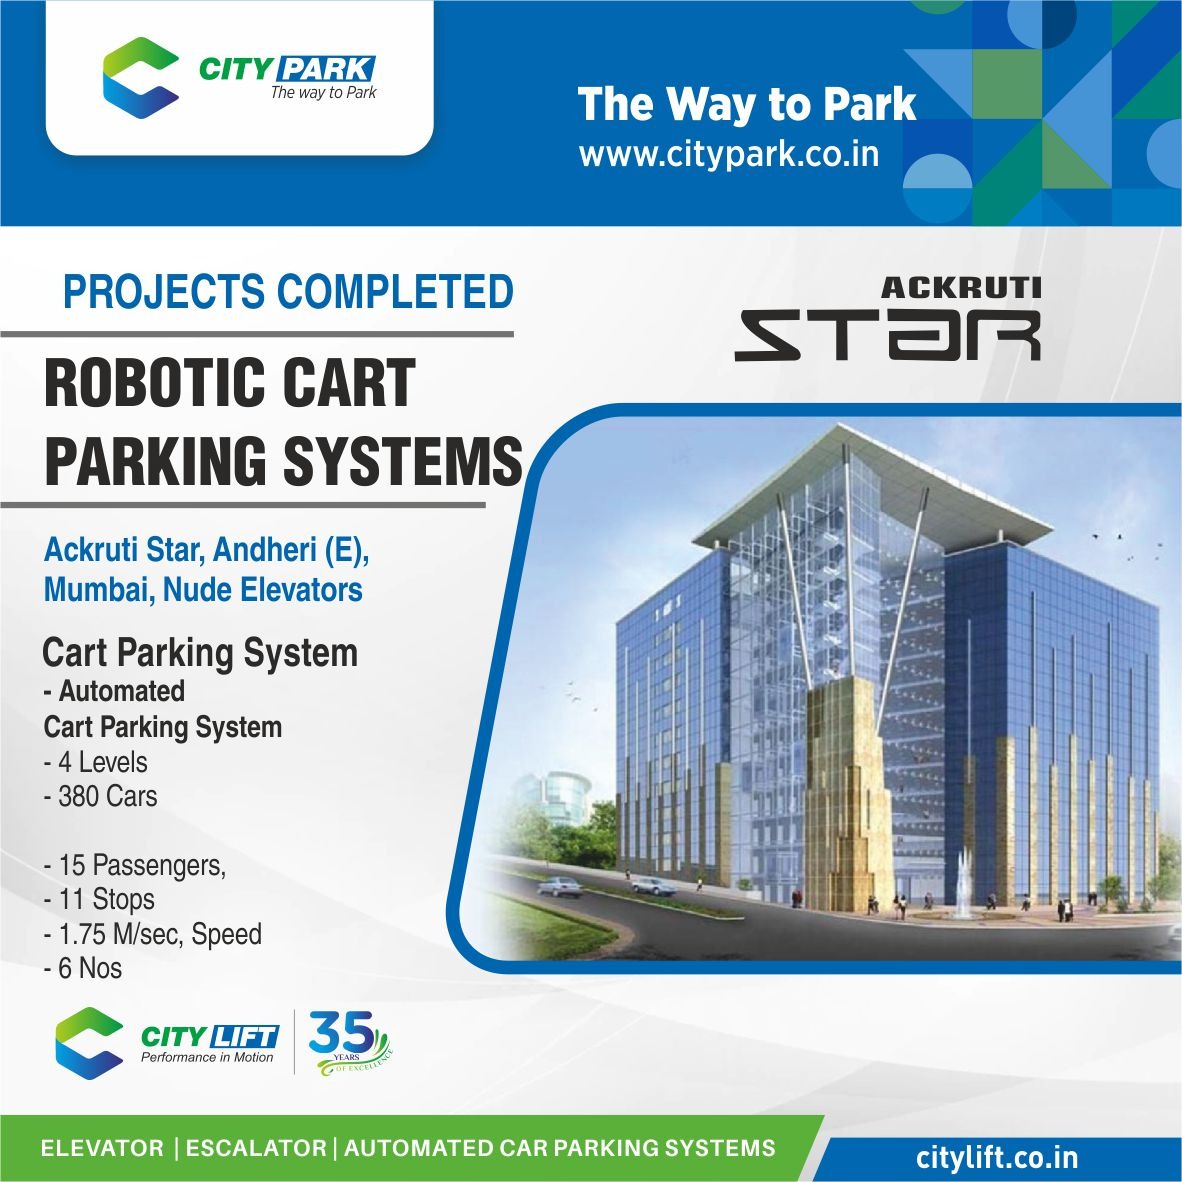 CITY PARK
The way to Park
The Way to Park
www.citypark.co.in
PROJECTS COMPLETED
ROBOTIC CART
PARKING SYSTEMS
ACKRUTI
STAR
Ackruti Star, Andheri (E),
Mumbai, Nude Elevators
Cart Parking System
- Automated
Cart Parking System
- 4 Levels
- 380 Cars
- 15 Passengers,
- 11 Stops
- 1.75 M/sec, Speed
- 6 Nos
CITY LIFT
Performance in Motion
35
YEARS
OF EXCELLENCE
ELEVATOR | ESCALATOR | AUTOMATED CAR PARKING SYSTEMS
citylift.co.in